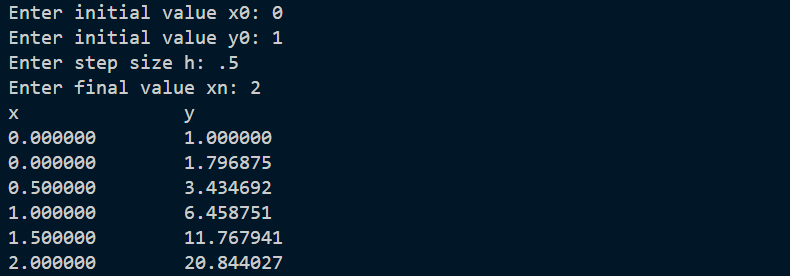 Enter initial value x0: 0
Enter initial value y0: 1
Enter step size h: .5
Enter final value xn: 2
x y
0.000000 1.000000
0.000000 1.796875
0.500000 3.434692
1.000000 6.458751
1.500000 11.767941
2.000000 20.844027